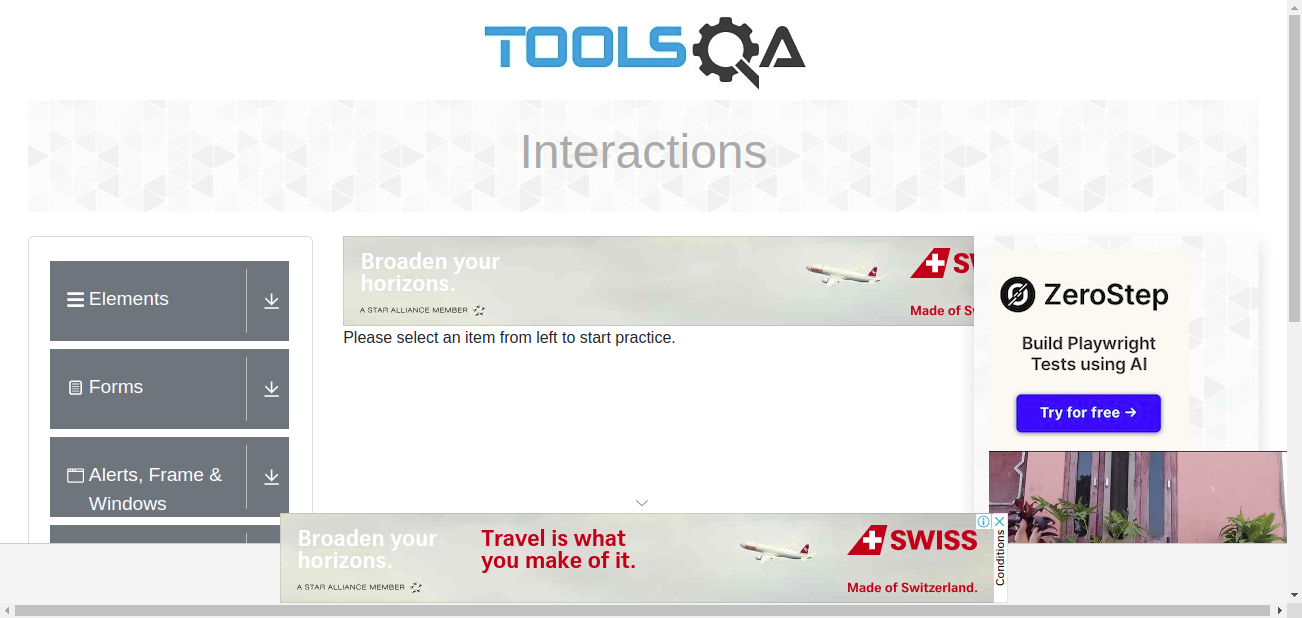 TOOLSQA
Interactions
Elements
Forms
Alerts, Frame &
Windows
Broaden your
horizons.
A STAR ALLIANCE MEMBER
Made of Sw
Please select an item from left to start practice.
ZeroStep
Build Playwright
Tests using AI
Try for free →
Broaden your
horizons.
A STAR ALLIANCE MEMBER
Travel is what
you make of it.
SWISS
Made of Switzerland.
Conditions